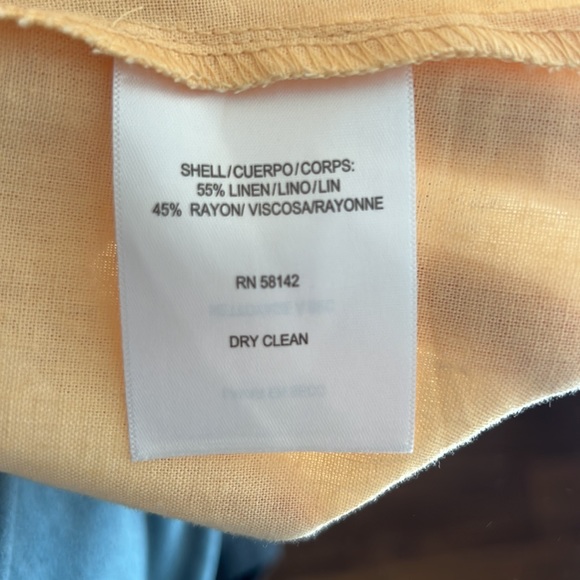 SHELL/CUERPO/CORPS:
55% LINEN/LINO/LIN
45% RAYON/ VISCOSA/RAYONNE
RN 58142
DRY CLEAN